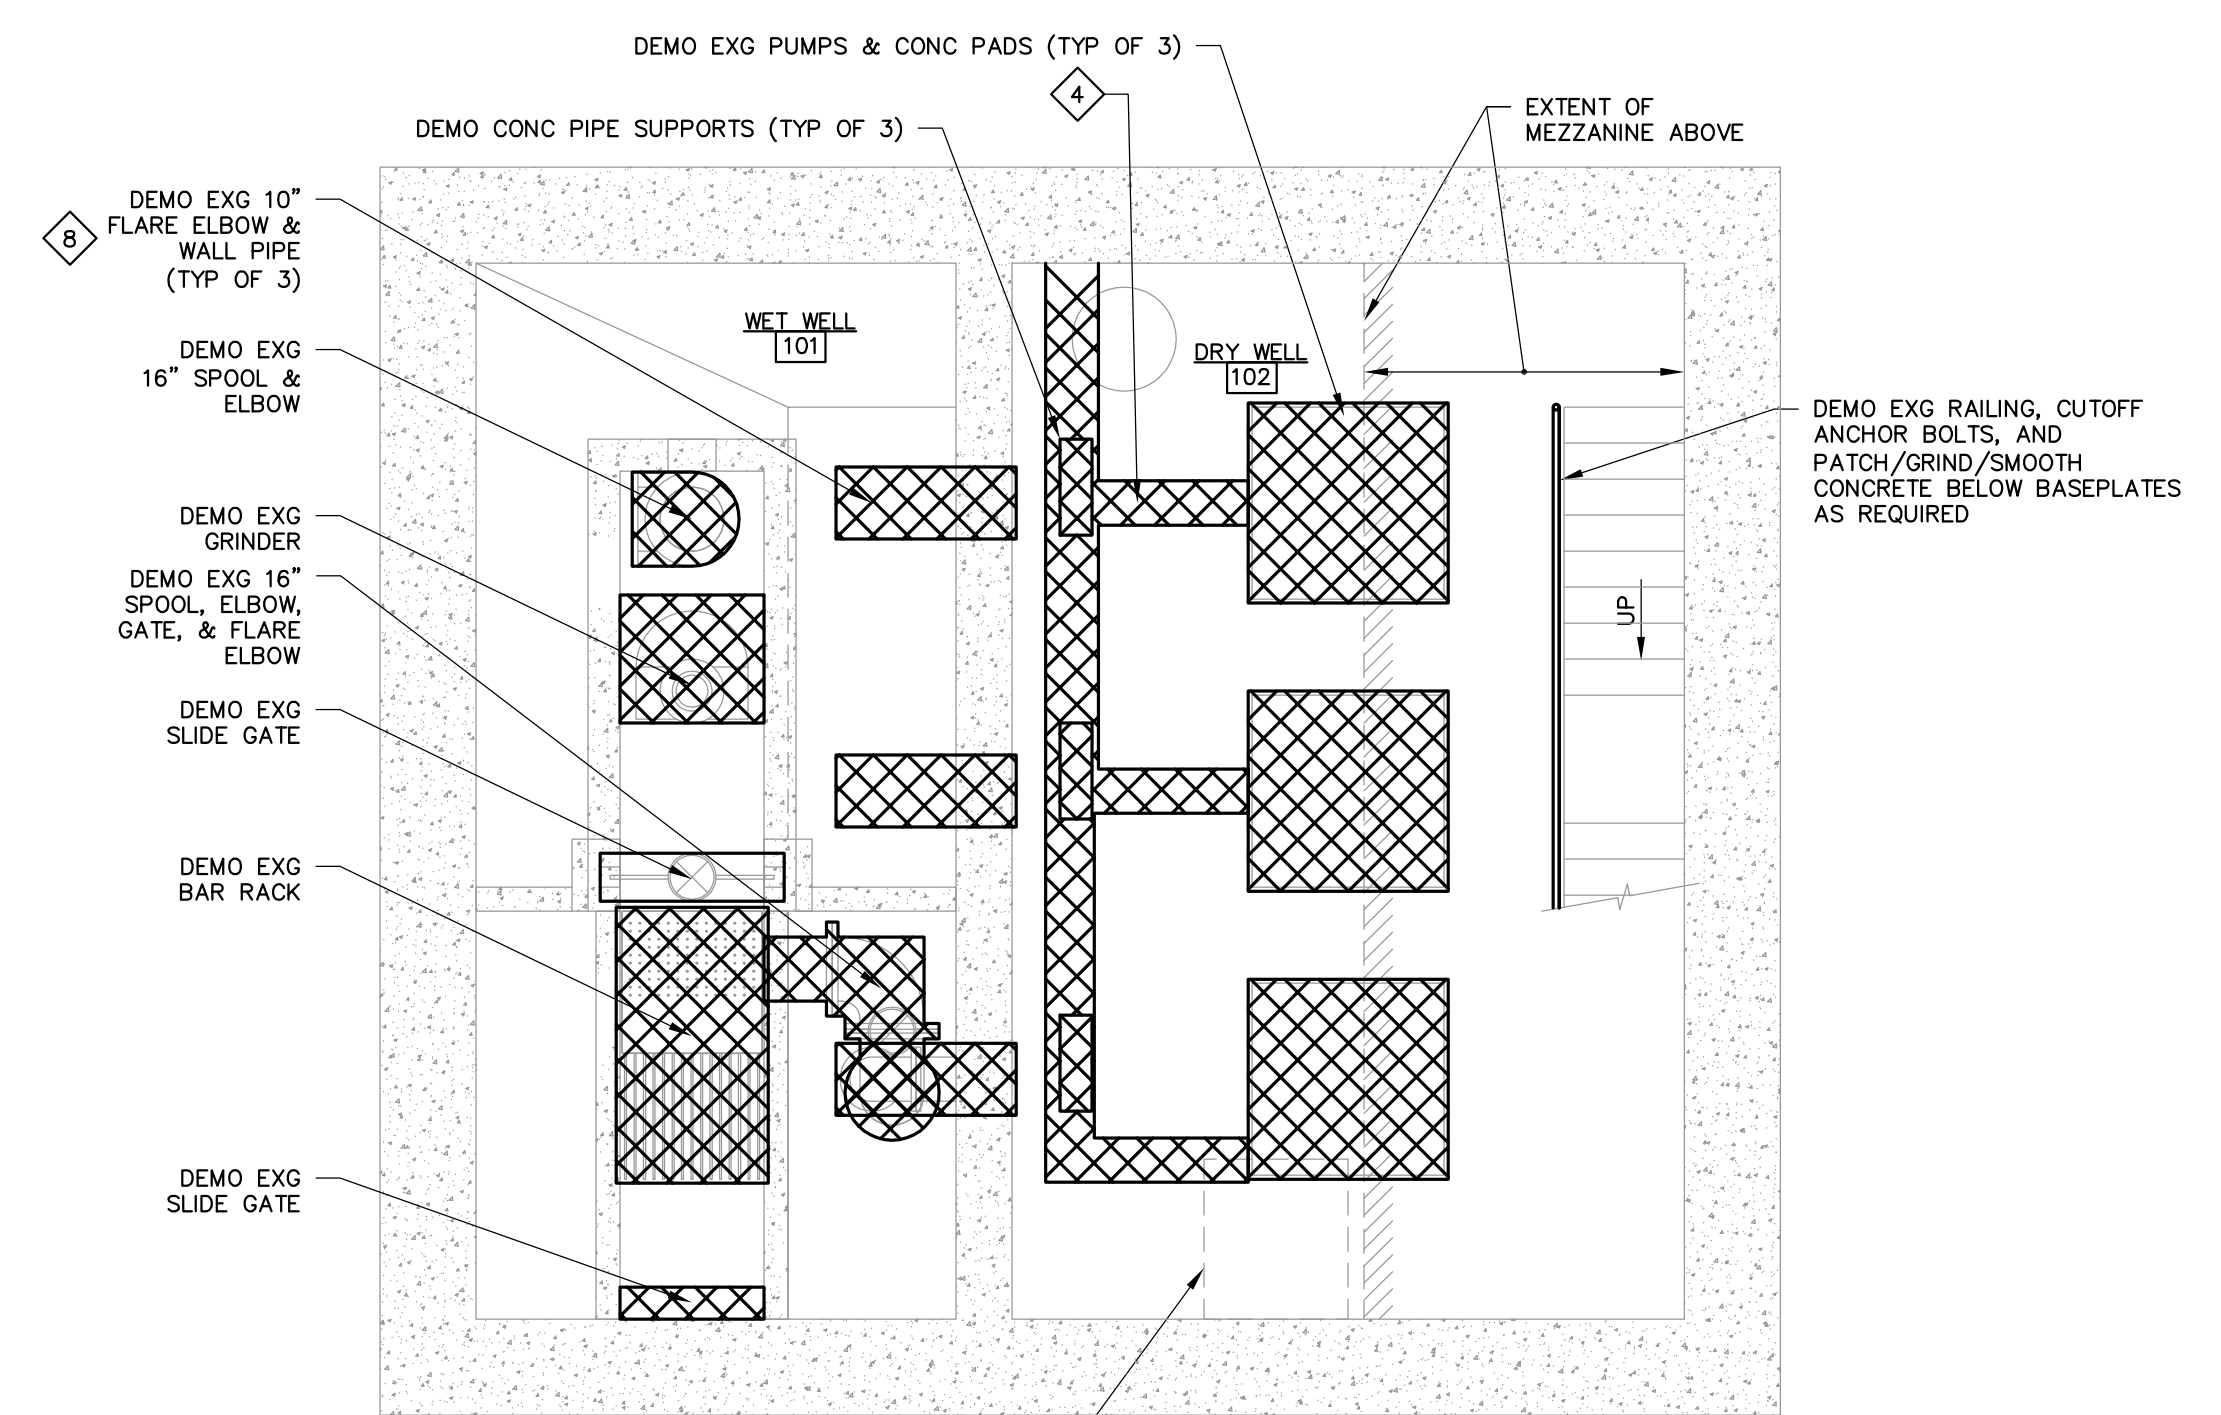 DEMO EXG PUMPS & CONC PADS (TYP OF 3)
4
DEMO CONC PIPE SUPPORTS (TYP OF 3)
EXTENT OF
MEZZANINE ABOVE
DEMO EXG 10"
FLARE ELBOW &
WALL PIPE
(TYP OF 3)
8
WET WELL
101
DRY WELL
102
DEMO EXG
16" SPOOL &
ELBOW
DEMO EXG RAILING, CUTOFF
ANCHOR BOLTS, AND
PATCH/GRIND/SMOOTH
CONCRETE BELOW BASEPLATES
AS REQUIRED
DEMO EXG
GRINDER
DEMO EXG 16"
SPOOL, ELBOW,
GATE, & FLARE
ELBOW
UP
DEMO EXG
SLIDE GATE
DEMO EXG
BAR RACK
DEMO EXG
SLIDE GATE